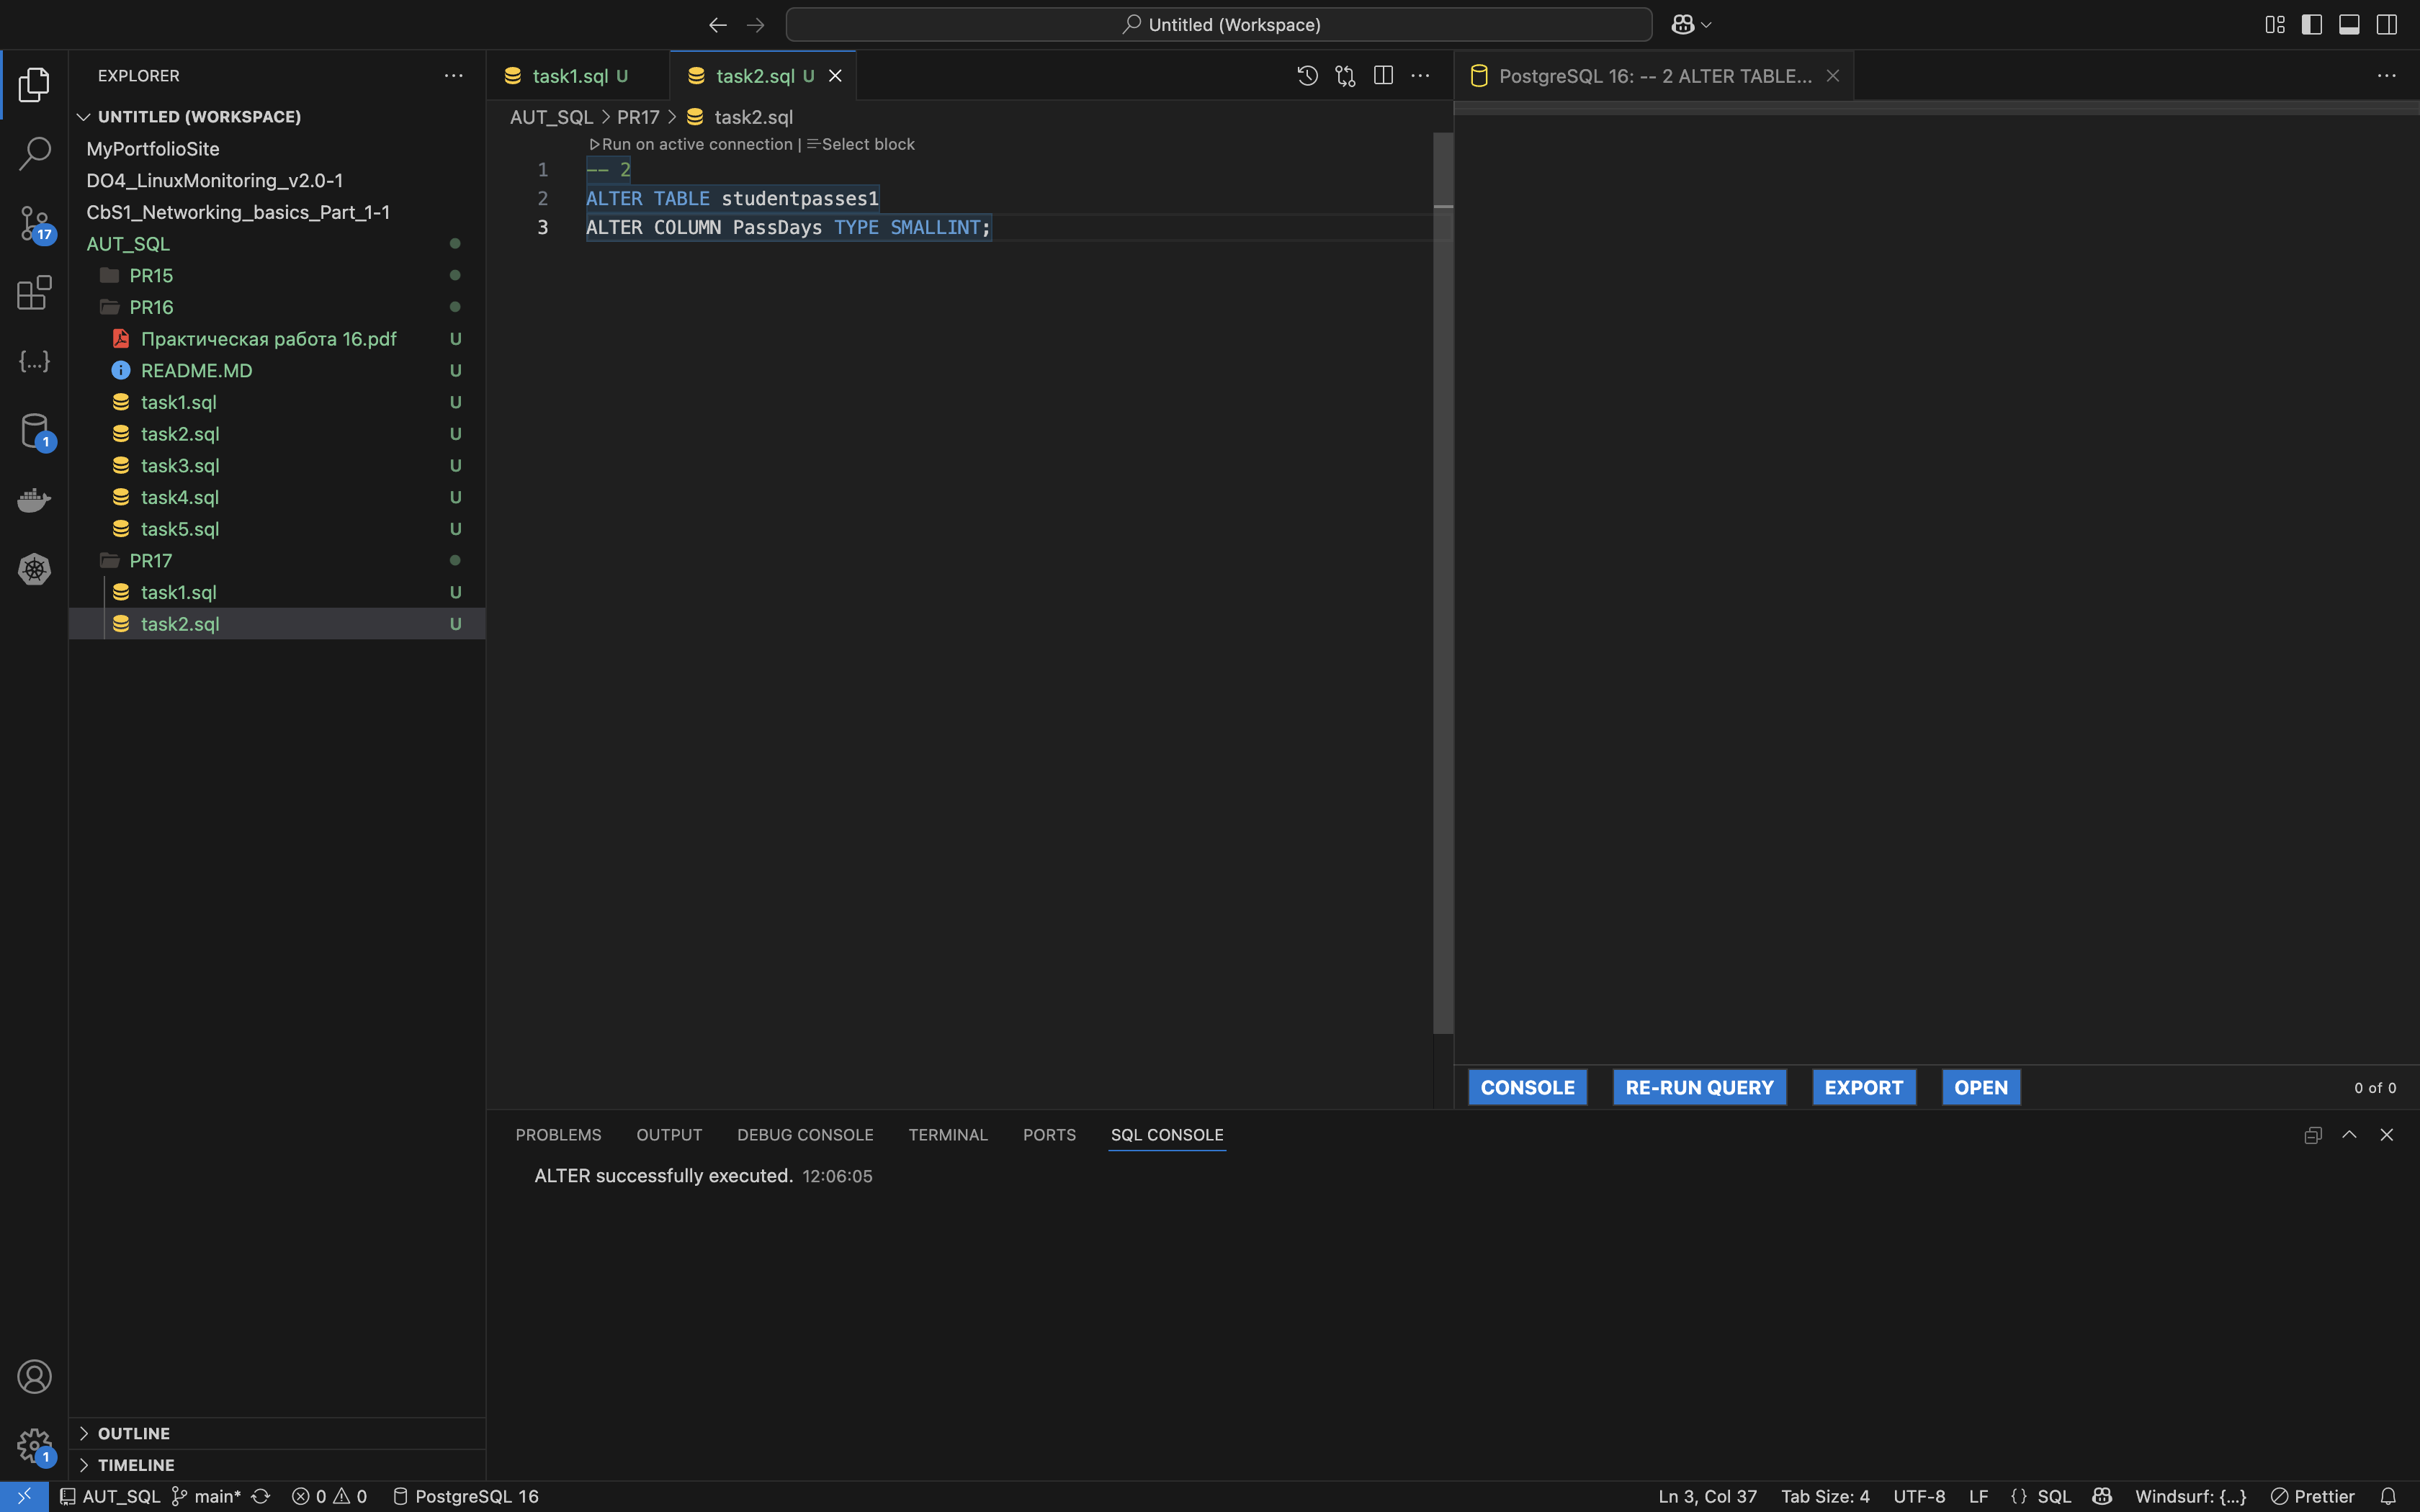 Untitled (Workspace)
EXPLORER
UNTITLED (WORKSPACE)
MyPortfolioSite
DO4_LinuxMonitoring_v2.0-1
CbS1_Networking_basics_Part_1-1
AUT_SQL
PR15
PR16
Практическая работа 16.pdf U
README.MD U
task1.sql U
task2.sql U
task3.sql U
task4.sql U
task5.sql U
PR17
task1.sql U
task2.sql U
OUTLINE
TIMELINE
17
1
1
task1.sql U
task2.sql U
AUT_SQL > PR17 > task2.sql
Run on active connection | Select block
1 -- 2
2 ALTER TABLE studentpasses1
3 ALTER COLUMN PassDays TYPE SMALLINT;
PostgreSQL 16: -- 2 ALTER TABLE...
CONSOLE RE-RUN QUERY EXPORT OPEN 0 of 0
PROBLEMS OUTPUT DEBUG CONSOLE TERMINAL PORTS SQL CONSOLE
ALTER successfully executed. 12:06:05
AUT_SQL main* 0 0 PostgreSQL 16 Ln 3, Col 37 Tab Size: 4 UTF-8 LF {} SQL Windsurf: {...} Prettier